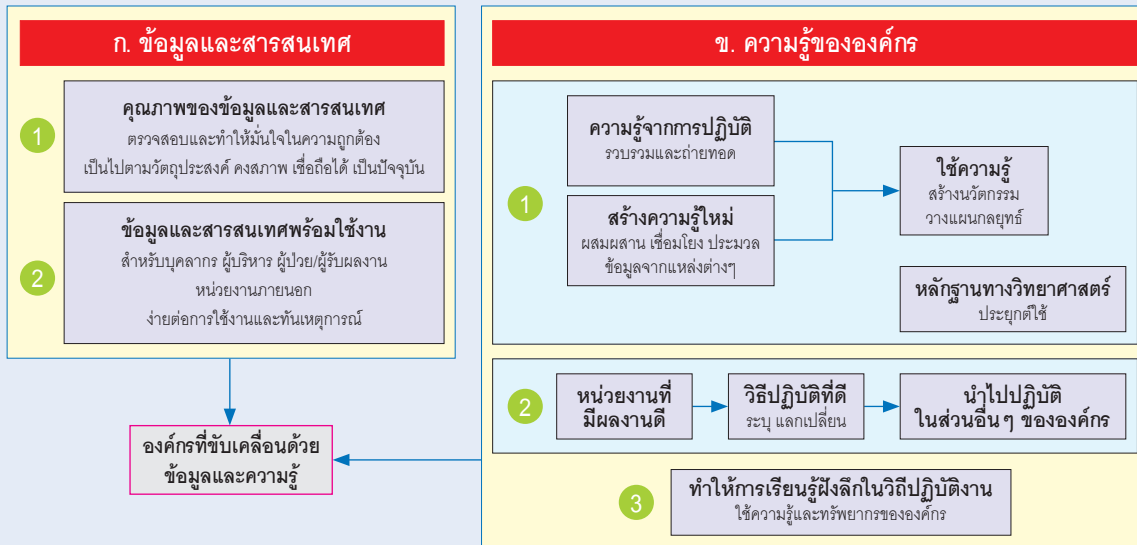 ก. ข้อมูลและสารสนเทศ
1
คุณภาพของข้อมูลและสารสนเทศ
ตรวจสอบและทำให้มั่นใจในความถูกต้อง
เป็นไปตามวัตถุประสงค์ คงสภาพ เชื่อถือได้ เป็นปัจจุบัน
2
ข้อมูลและสารสนเทศพร้อมใช้งาน
สำหรับบุคลากร ผู้บริหาร ผู้ป่วย/ผู้รับผลงาน
หน่วยงานภายนอก
ง่ายต่อการใช้งานและทันเหตุการณ์
องค์กรที่ขับเคลื่อนด้วย
ข้อมูลและความรู้
ข. ความรู้ขององค์กร
1
ความรู้จากการปฏิบัติ
รวบรวมและถ่ายทอด
สร้างความรู้ใหม่
ผสมผสาน เชื่อมโยง ประมวล
ข้อมูลจากแหล่งต่างๆ
ใช้ความรู้
สร้างนวัตกรรม
วางแผนกลยุทธ์
หลักฐานทางวิทยาศาสตร์
ประยุกต์ใช้
2
หน่วยงานที่
มีผลงานดี
วิธีปฏิบัติที่ดี
ระบุ แลกเปลี่ยน
นำไปปฏิบัติ
ในส่วนอื่นๆ ขององค์กร
3
ทำให้การเรียนรู้ฝังลึกในวิถีปฏิบัติงาน
ใช้ความรู้และทรัพยากรขององค์กร